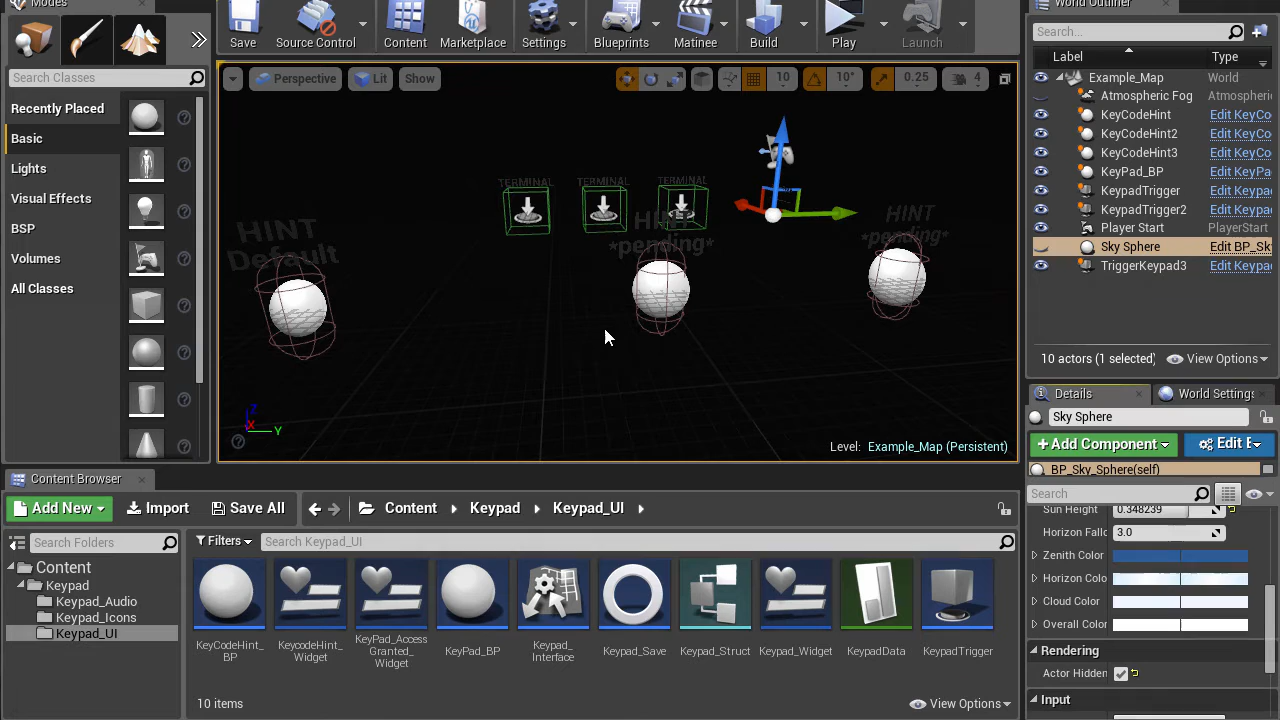 Modes
Search Classes
Recently Placed
Basic
Lights
Visual Effects
BSP
Volumes
All Classes
Save
Source Control
Content
Marketplace
Settings
Blueprints
Matinee
Build
Play
Launch
Perspective
Lit
Show
10
10°
0.25
4
TERMINAL
TERMINAL
TERMINAL
HINT
Default
HINT
*pending*
HINT
*pending*
Z
X
Y
Level: Example_Map (Persistent)
World Outliner
Search...
Label
Type
Example_Map
World
Atmospheric Fog
Atmospheric
KeyCodeHint
Edit KeyCo
KeyCodeHint2
Edit KeyCo
KeyCodeHint3
Edit KeyCo
KeyPad_BP
Edit KeyPa
KeypadTrigger
Edit Keypa
KeypadTrigger2
Edit Keypa
Player Start
PlayerStart
Sky Sphere
Edit BP_Sk
TriggerKeypad3
Edit Keypa
10 actors (1 selected)
View Options
Details
World Settings
Sky Sphere
Add Component
Edit B
BP_Sky_Sphere(self)
Search
Sun Height
0.348239
Horizon Fallo
3.0
Zenith Color
Horizon Colo
Cloud Color
Overall Color
Rendering
Actor Hidden
Input
Content Browser
Add New
Import
Save All
Content
Keypad
Keypad_UI
Search Folders
Filters
Search Keypad_UI
Content
Keypad
Keypad_Audio
Keypad_Icons
Keypad_UI
KeyCodeHint_
BP
KeycodeHint_
Widget
KeyPad_Access
Granted_
Widget
KeyPad_BP
Keypad_
Interface
Keypad_Save
Keypad_Struct
Keypad_Widget
KeypadData
KeypadTrigger
10 items
View Options